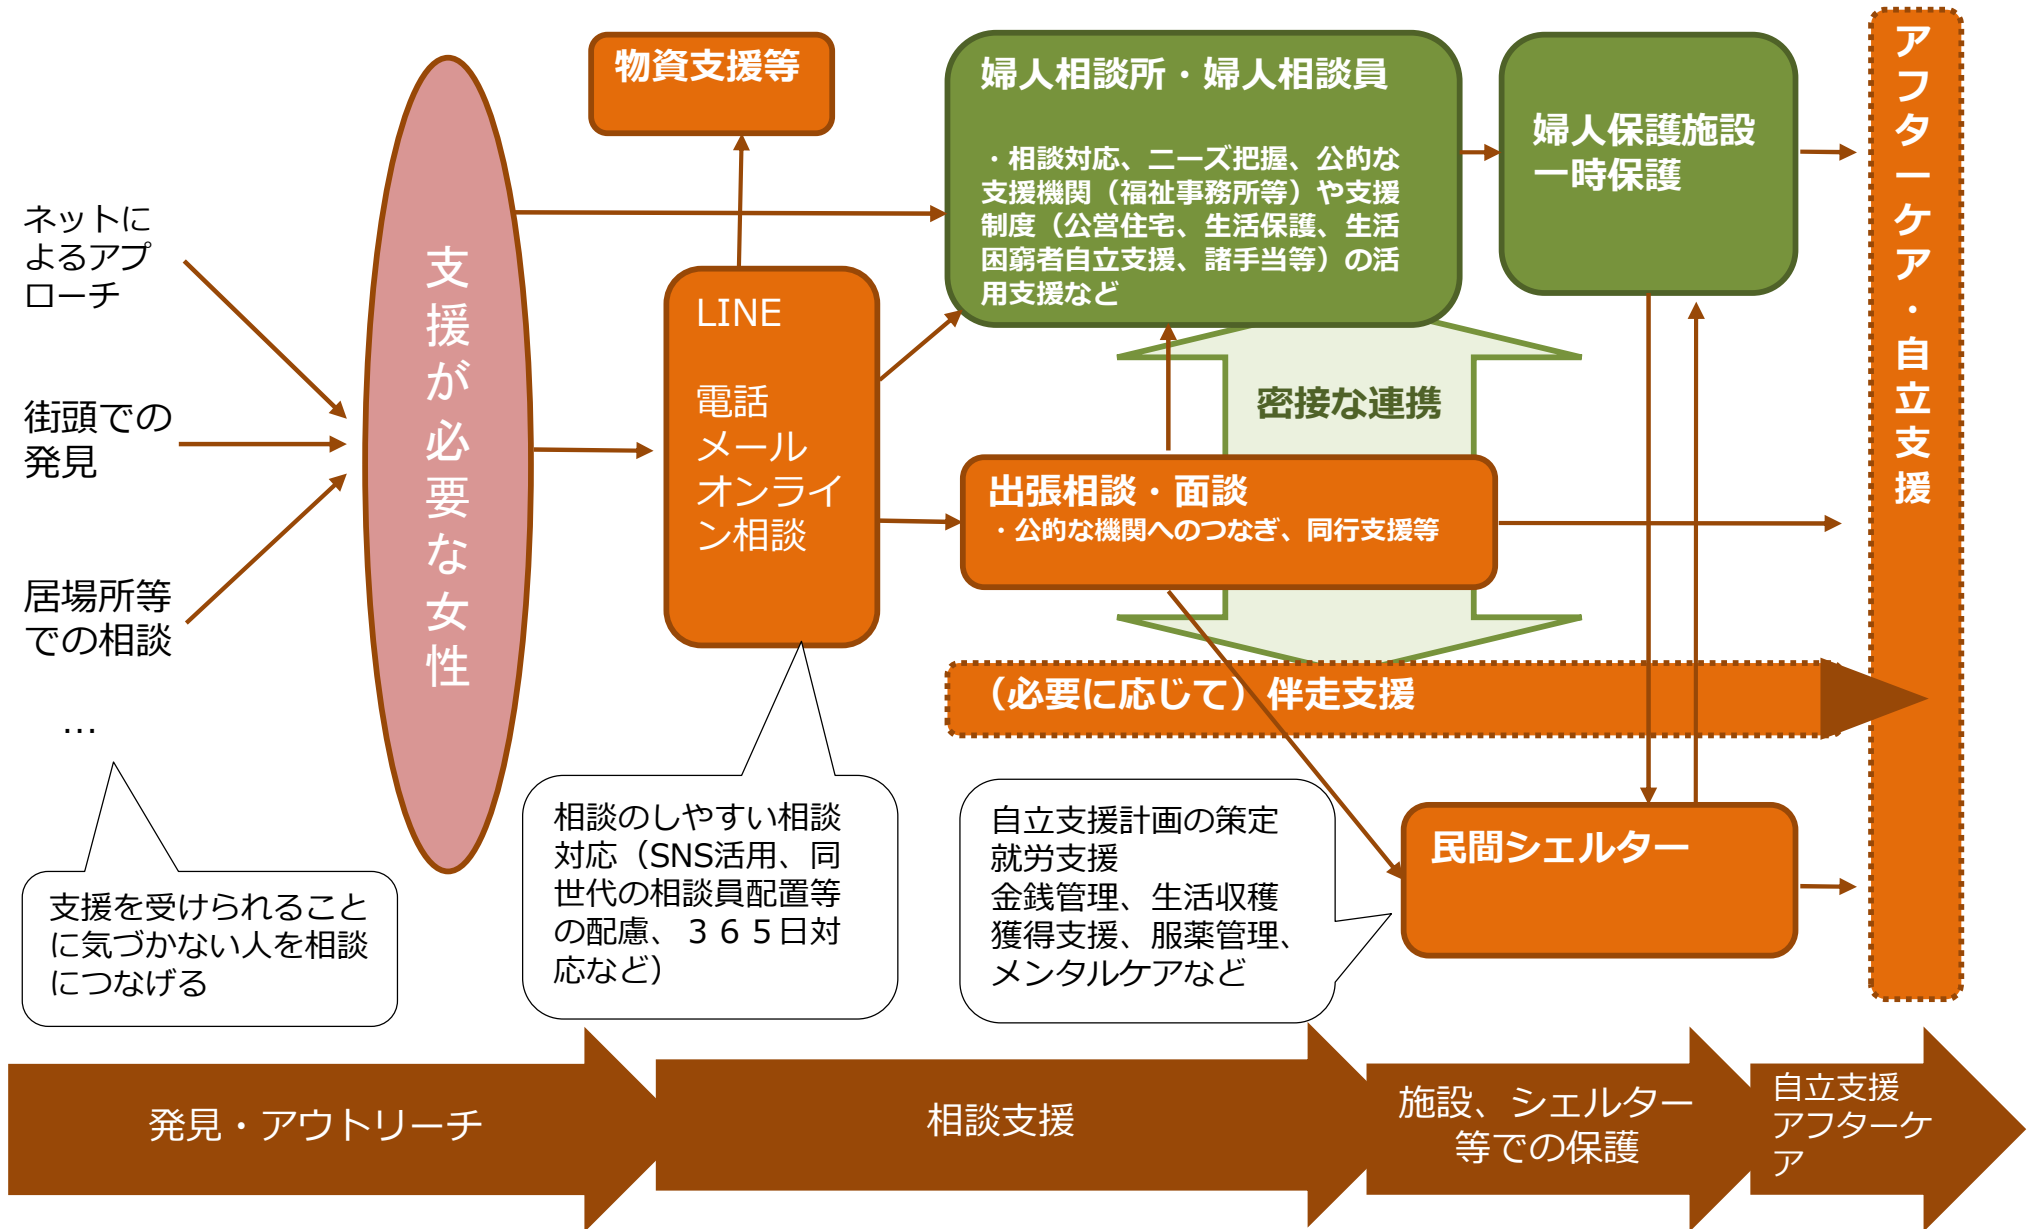 ネットに
よるアプ
ローチ
街頭での
発見
居場所等
での相談
…
支援を受けられること
に気づかない人を相談
につなげる
支援が必要な女性
物資支援等
LINE
電話
メール
オンライ
ン相談
相談のしやすい相談
対応（SNS活用、同
世代の相談員配置等
の配慮、３６５日対
応など）
婦人相談所・婦人相談員
・相談対応、ニーズ把握、公的な
支援機関（福祉事務所等）や支援
制度（公営住宅、生活保護、生活
困窮者自立支援、諸手当等）の活
用支援など
密接な連携
出張相談・面談
・公的な機関へのつなぎ、同行支援等
（必要に応じて）伴走支援
自立支援計画の策定
就労支援
金銭管理、生活収穫
獲得支援、服薬管理、
メンタルケアなど
婦人保護施設
一時保護
民間シェルター
アフターケア・自立支援
発見・アウトリーチ
相談支援
施設、シェルター
等での保護
自立支援
アフターケ
ア